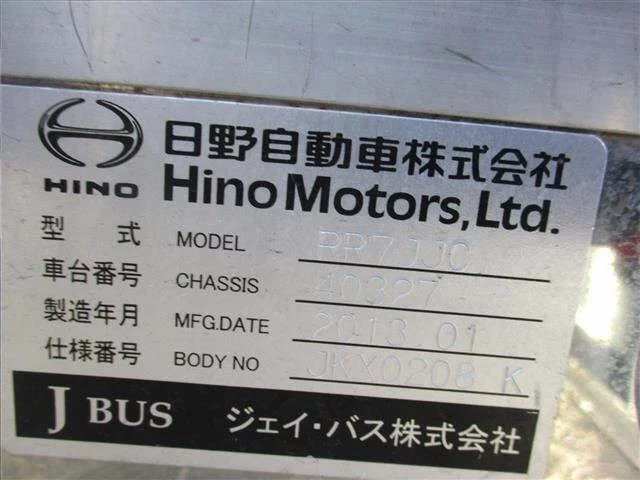 HINO
日野自動車株式会社
Hino Motors, Ltd.
型 式 MODEL RR7JJ0
車台番号 CHASSIS 40327
製造年月 MFG.DATE 2013 01
仕様番号 BODY NO JKX0208 K
J BUS ジェイ・バス株式会社